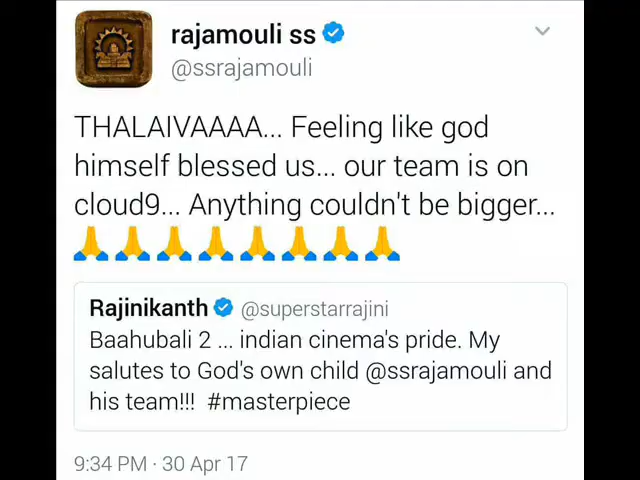 rajamouli ss
@ssrajamouli
THALAIVAAAA... Feeling like god
himself blessed us... our team is on
cloud9... Anything couldn't be bigger...
🙏🙏🙏🙏🙏🙏🙏🙏
Rajinikanth @superstarrajini
Baahubali 2 ... indian cinema's pride. My
salutes to God's own child @ssrajamouli and
his team!!! #masterpiece
9:34 PM · 30 Apr 17